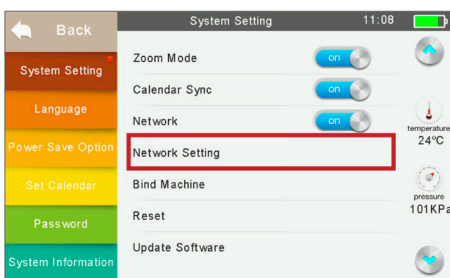 Back
System Setting
11:08
System Setting
Language
Power Save Option
Set Calendar
Password
System Information
Zoom Mode
on
Calendar Sync
on
Network
on
Network Setting
Bind Machine
Reset
Update Software
temperature
24°C
pressure
101KPa